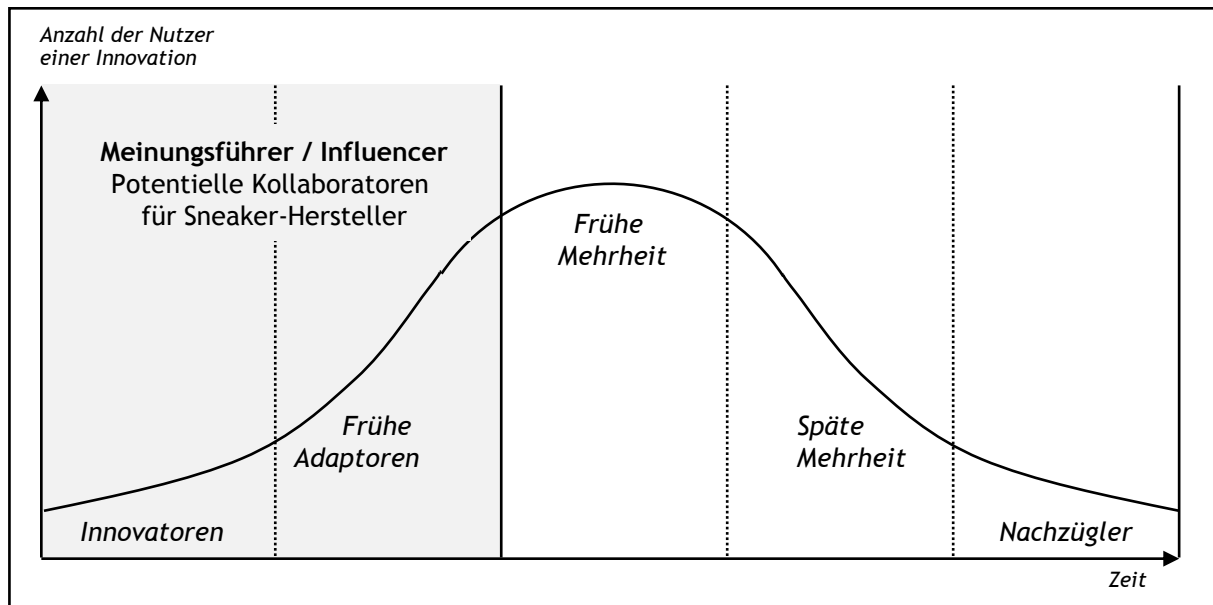 Anzahl der Nutzer
einer Innovation
Meinungsführer / Influencer
Potentielle Kollaboratoren
für Sneaker-Hersteller
Frühe
Mehrheit
Frühe
Adaptoren
Späte
Mehrheit
Innovatoren
Nachzügler
Zeit